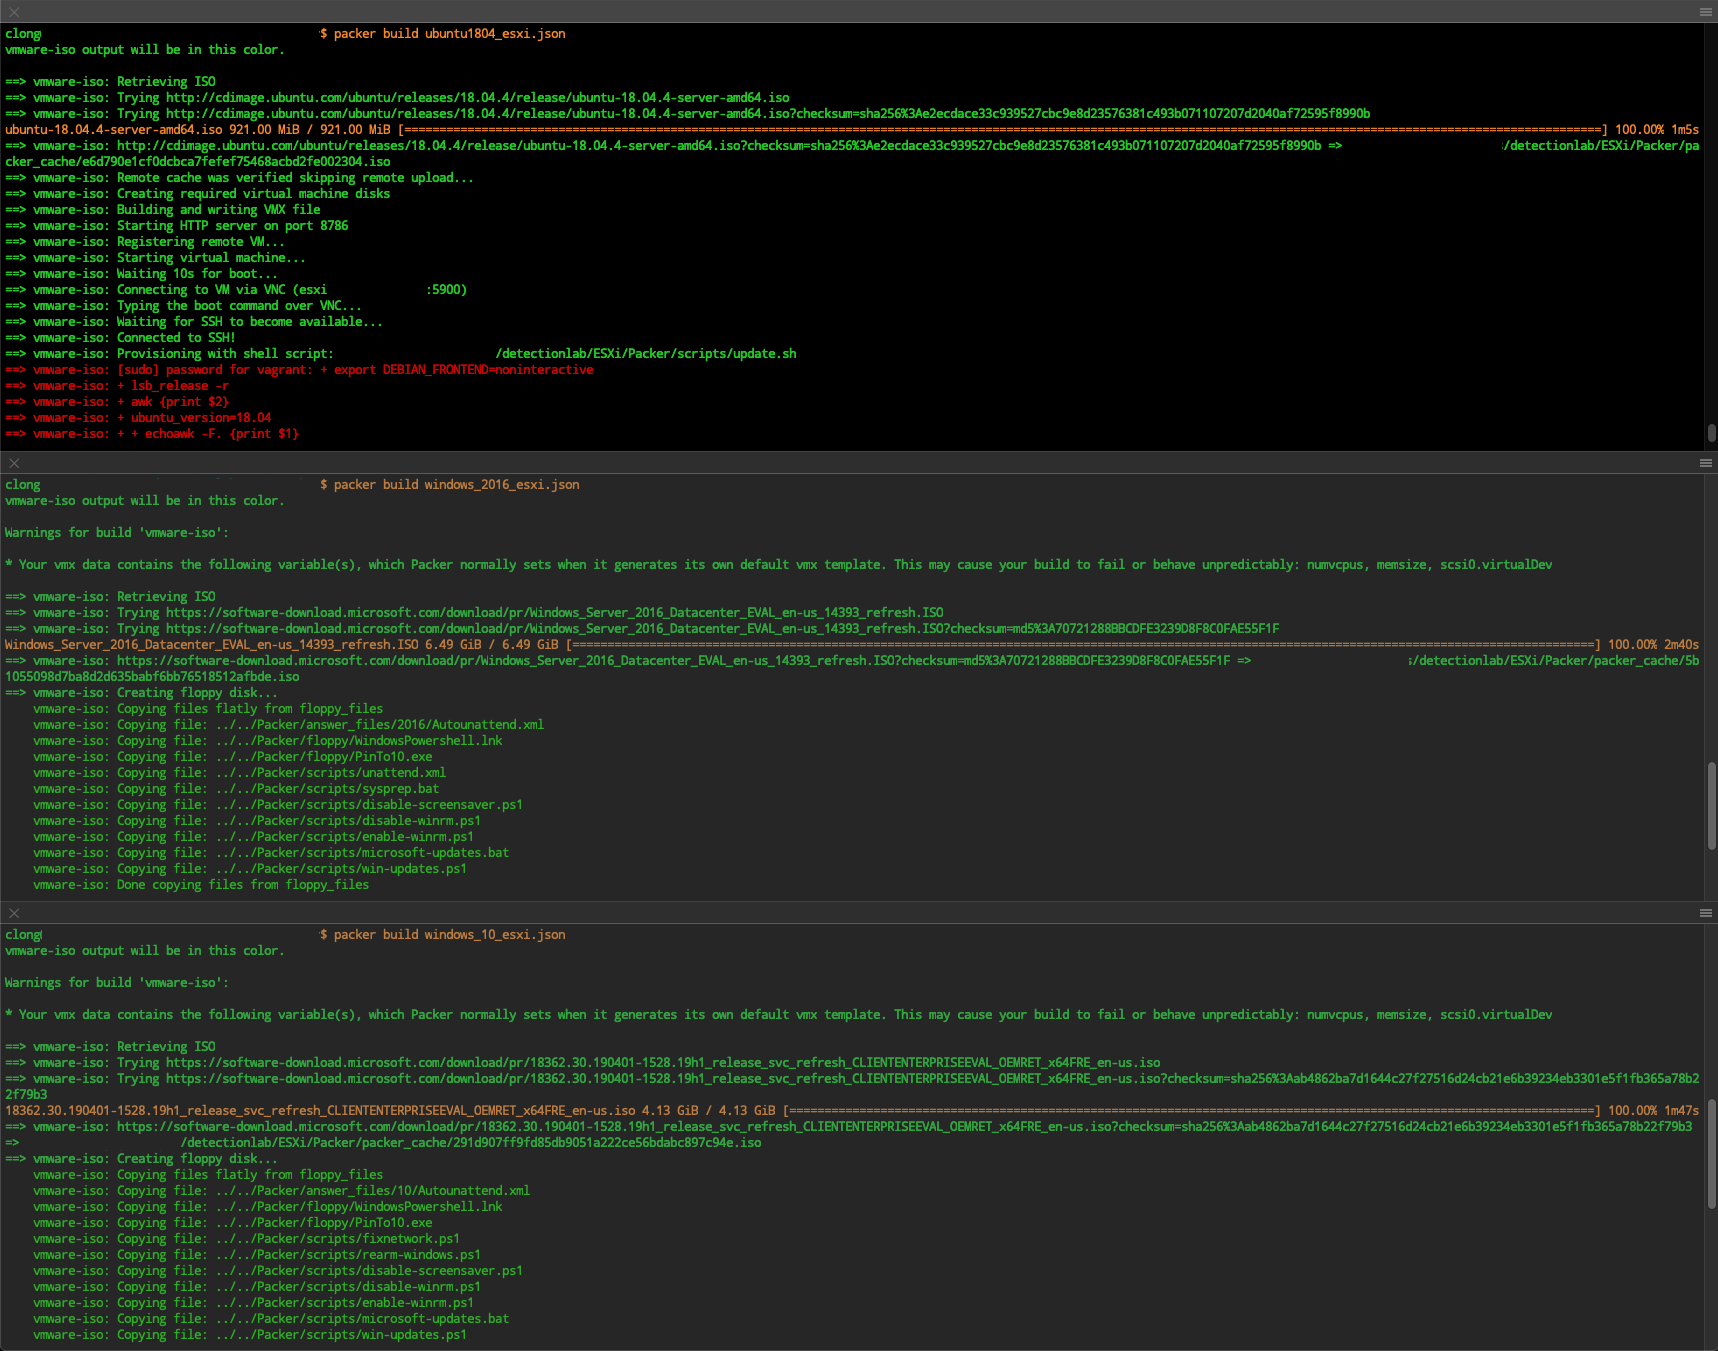 clong $ packer build ubuntu1804_esxi.json
vmware-iso output will be in this color.
==> vmware-iso: Retrieving ISO
==> vmware-iso: Trying http://cdimage.ubuntu.com/ubuntu/releases/18.04.4/release/ubuntu-18.04.4-server-amd64.iso
==> vmware-iso: Trying http://cdimage.ubuntu.com/ubuntu/releases/18.04.4/release/ubuntu-18.04.4-server-amd64.iso?checksum=sha256%3Ae2ecdace33c939527cbc9e8d23576381c493b071107207d2040af72595f8990b
ubuntu-18.04.4-server-amd64.iso 921.00 MiB / 921.00 MiB [==============================================================================] 100.00% 1m5s
==> vmware-iso: http://cdimage.ubuntu.com/ubuntu/releases/18.04.4/release/ubuntu-18.04.4-server-amd64.iso?checksum=sha256%3Ae2ecdace33c939527cbc9e8d23576381c493b071107207d2040af72595f8990b => /detectionlab/ESXi/Packer/pa
cker_cache/e6d790e1cf0dcbca7fefef75468acbd2fe002304.iso
==> vmware-iso: Remote cache was verified skipping remote upload...
==> vmware-iso: Creating required virtual machine disks
==> vmware-iso: Building and writing VMX file
==> vmware-iso: Starting HTTP server on port 8786
==> vmware-iso: Registering remote VM...
==> vmware-iso: Starting virtual machine...
==> vmware-iso: Waiting 10s for boot...
==> vmware-iso: Connecting to VM via VNC (esxi :5900)
==> vmware-iso: Typing the boot command over VNC...
==> vmware-iso: Waiting for SSH to become available...
==> vmware-iso: Connected to SSH!
==> vmware-iso: Provisioning with shell script: /detectionlab/ESXi/Packer/scripts/update.sh
==> vmware-iso: [sudo] password for vagrant: + export DEBIAN_FRONTEND=noninteractive
==> vmware-iso: + lsb_release -r
==> vmware-iso: + awk {print $2}
==> vmware-iso: + ubuntu_version=18.04
==> vmware-iso: + + echoawk -F. {print $1}
clong $ packer build windows_2016_esxi.json
vmware-iso output will be in this color.
Warnings for build 'vmware-iso':
* Your vmx data contains the following variable(s), which Packer normally sets when it generates its own default vmx template. This may cause your build to fail or behave unpredictably: numvcpus, memsize, scsi0.virtualDev
==> vmware-iso: Retrieving ISO
==> vmware-iso: Trying https://software-download.microsoft.com/download/pr/Windows_Server_2016_Datacenter_EVAL_en-us_14393_refresh.ISO
==> vmware-iso: Trying https://software-download.microsoft.com/download/pr/Windows_Server_2016_Datacenter_EVAL_en-us_14393_refresh.ISO?checksum=md5%3A70721288BBCDFE3239D8F8C0FAE55F1F
Windows_Server_2016_Datacenter_EVAL_en-us_14393_refresh.ISO 6.49 GiB / 6.49 GiB [==============================================================================] 100.00% 2m40s
==> vmware-iso: https://software-download.microsoft.com/download/pr/Windows_Server_2016_Datacenter_EVAL_en-us_14393_refresh.ISO?checksum=md5%3A70721288BBCDFE3239D8F8C0FAE55F1F => /detectionlab/ESXi/Packer/packer_cache/5b
1055098d7ba8d2d635babf6bb76518512afbde.iso
==> vmware-iso: Creating floppy disk...
vmware-iso: Copying files flatly from floppy_files
vmware-iso: Copying file: ../../Packer/answer_files/2016/Autounattend.xml
vmware-iso: Copying file: ../../Packer/floppy/WindowsPowershell.lnk
vmware-iso: Copying file: ../../Packer/floppy/PinTo10.exe
vmware-iso: Copying file: ../../Packer/scripts/unattend.xml
vmware-iso: Copying file: ../../Packer/scripts/sysprep.bat
vmware-iso: Copying file: ../../Packer/scripts/disable-screensaver.ps1
vmware-iso: Copying file: ../../Packer/scripts/disable-winrm.ps1
vmware-iso: Copying file: ../../Packer/scripts/enable-winrm.ps1
vmware-iso: Copying file: ../../Packer/scripts/microsoft-updates.bat
vmware-iso: Copying file: ../../Packer/scripts/win-updates.ps1
vmware-iso: Done copying files from floppy_files
clong $ packer build windows_10_esxi.json
vmware-iso output will be in this color.
Warnings for build 'vmware-iso':
* Your vmx data contains the following variable(s), which Packer normally sets when it generates its own default vmx template. This may cause your build to fail or behave unpredictably: numvcpus, memsize, scsi0.virtualDev
==> vmware-iso: Retrieving ISO
==> vmware-iso: Trying https://software-download.microsoft.com/download/pr/18362.30.190401-1528.19h1_release_svc_refresh_CLIENTENTERPRISEEVAL_OEMRET_x64FRE_en-us.iso
==> vmware-iso: Trying https://software-download.microsoft.com/download/pr/18362.30.190401-1528.19h1_release_svc_refresh_CLIENTENTERPRISEEVAL_OEMRET_x64FRE_en-us.iso?checksum=sha256%3Aab4862ba7d1644c27f27516d24cb21e6b39234eb3301e5f1fb365a78b2
2f79b3
18362.30.190401-1528.19h1_release_svc_refresh_CLIENTENTERPRISEEVAL_OEMRET_x64FRE_en-us.iso 4.13 GiB / 4.13 GiB [==============================================================================] 100.00% 1m47s
==> vmware-iso: https://software-download.microsoft.com/download/pr/18362.30.190401-1528.19h1_release_svc_refresh_CLIENTENTERPRISEEVAL_OEMRET_x64FRE_en-us.iso?checksum=sha256%3Aab4862ba7d1644c27f27516d24cb21e6b39234eb3301e5f1fb365a78b22f79b3
=> /detectionlab/ESXi/Packer/packer_cache/291d907ff9fd85db9051a222ce56bdabc897c94e.iso
==> vmware-iso: Creating floppy disk...
vmware-iso: Copying files flatly from floppy_files
vmware-iso: Copying file: ../../Packer/answer_files/10/Autounattend.xml
vmware-iso: Copying file: ../../Packer/floppy/WindowsPowershell.lnk
vmware-iso: Copying file: ../../Packer/floppy/PinTo10.exe
vmware-iso: Copying file: ../../Packer/scripts/fixnetwork.ps1
vmware-iso: Copying file: ../../Packer/scripts/rearm-windows.ps1
vmware-iso: Copying file: ../../Packer/scripts/disable-screensaver.ps1
vmware-iso: Copying file: ../../Packer/scripts/disable-winrm.ps1
vmware-iso: Copying file: ../../Packer/scripts/enable-winrm.ps1
vmware-iso: Copying file: ../../Packer/scripts/microsoft-updates.bat
vmware-iso: Copying file: ../../Packer/scripts/win-updates.ps1